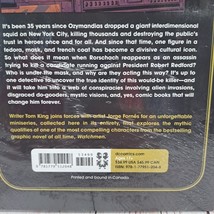 It's been 35 years since Ozymandias dropped a giant interdimensional
squid on New York City, killing thousands and destroying the public's
trust in heroes once and for all. And since that time, one figure in a
fedora, mask, and trench coat has become a divisive cultural icon.
So what does it mean when Rorschach reappears as an assassin
trying to kill a candidate running against President Robert Redford?
Who is under the mask, and why are they acting this way? It's up to
one detective to uncover the true identity of this would-be killer—and
it will take him into a web of conspiracies involving alien invasions,
disgraced do-gooders, mystic visions, and, yes, comic books that will
change him forever.
Writer Tom King joins forces with artist Jorge Fornés for an unforgettable
miniseries, collected here in its entirety, that explores the mythic
qualities of one of the most compelling characters from the bestselling
graphic novel of all time, Watchmen.
dccomics.com
Printed and Bound in Canada.